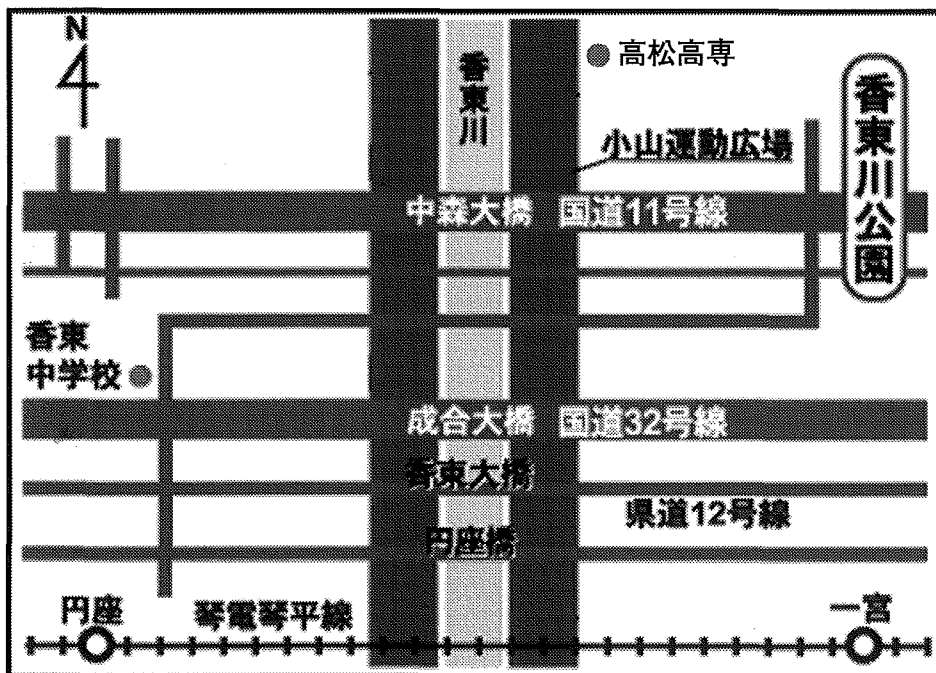 N
香東川
高松高専
香東川公園
小山運動広場
中森大橋 国道11号線
香東
中学校
成合大橋 国道32号線
香東大橋
県道12号線
円座橋
円座
琴電琴平線
一宮